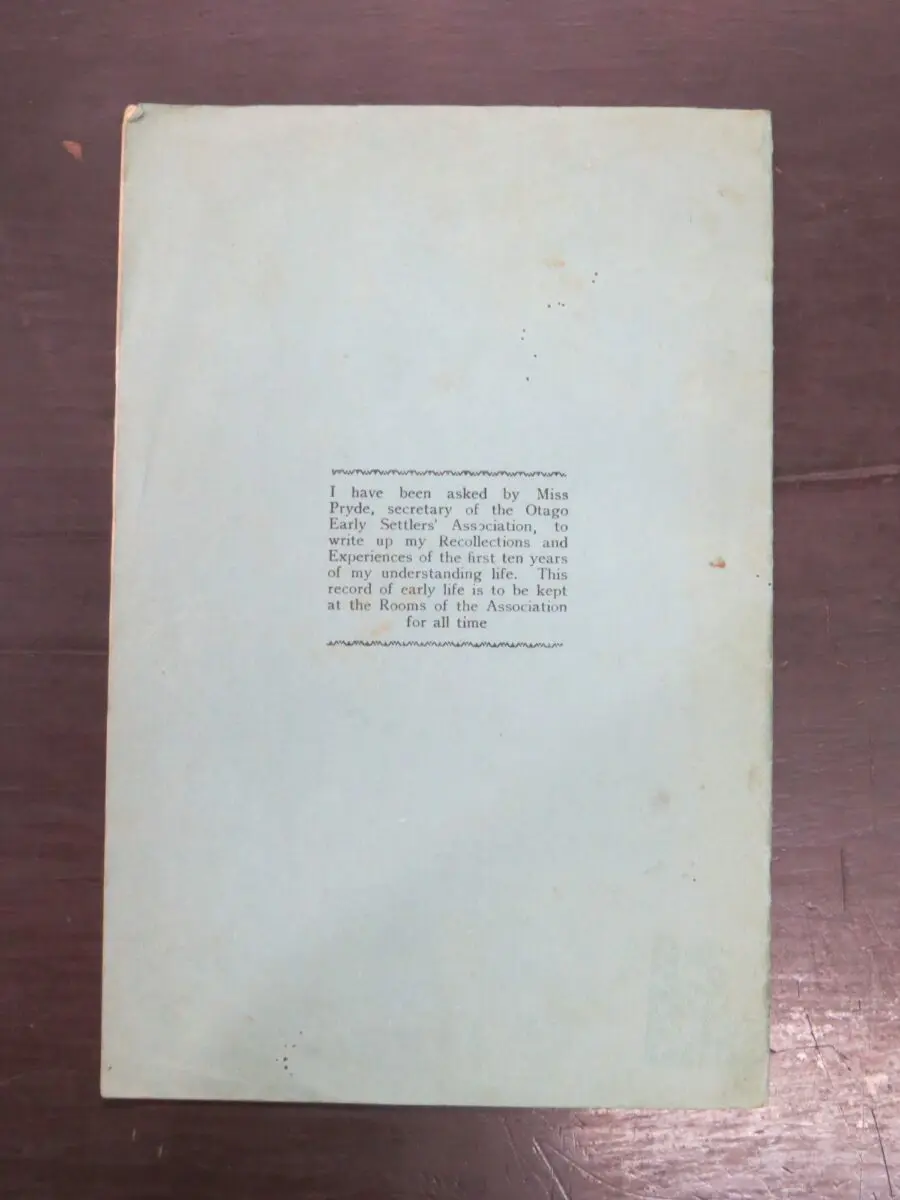 I have been asked by Miss
Pryde, secretary of the Otago
Early Settlers' Association, to
write up my Recollections and
Experiences of the first ten years
of my understanding life. This
record of early life is to be kept
at the Rooms of the Association
for all time